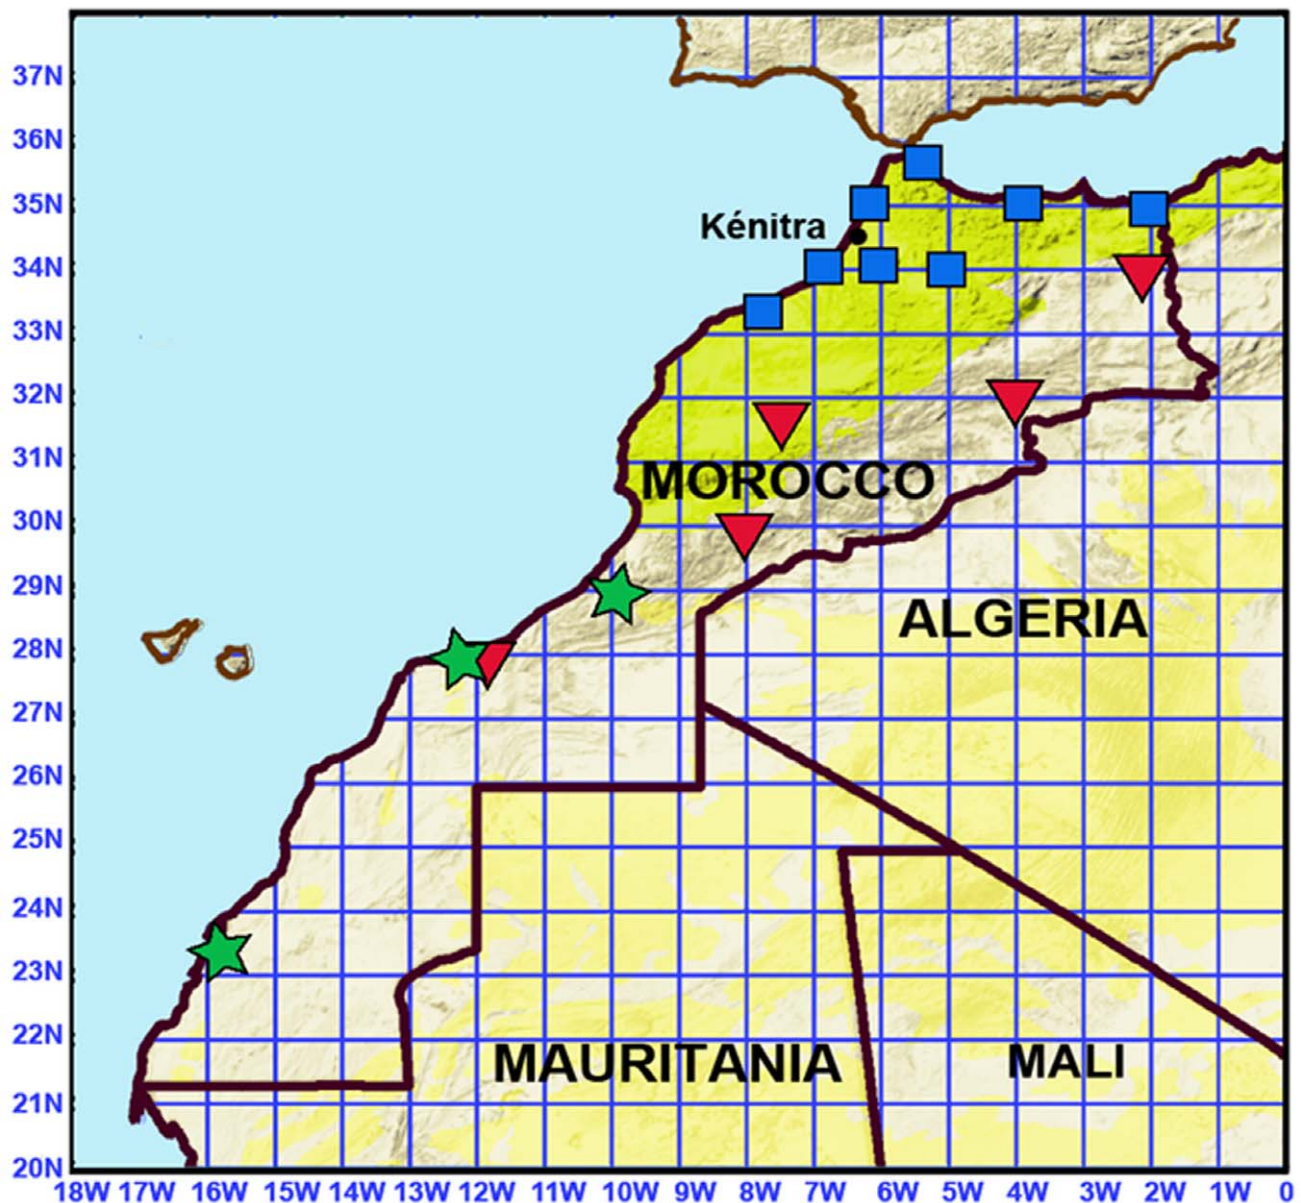 37N
36N
35N
Kénitra
34N
33N
32N
31N
MOROCCO
30N
29N
ALGERIA
28N
27N
26N
25N
24N
23N
22N
MAURITANIA MALI
21N
20N
18W 17W 16W 15W 14W 13W 12W 11W 10W 9W 8W 7W 6W 5W 4W 3W 2W 1W 0